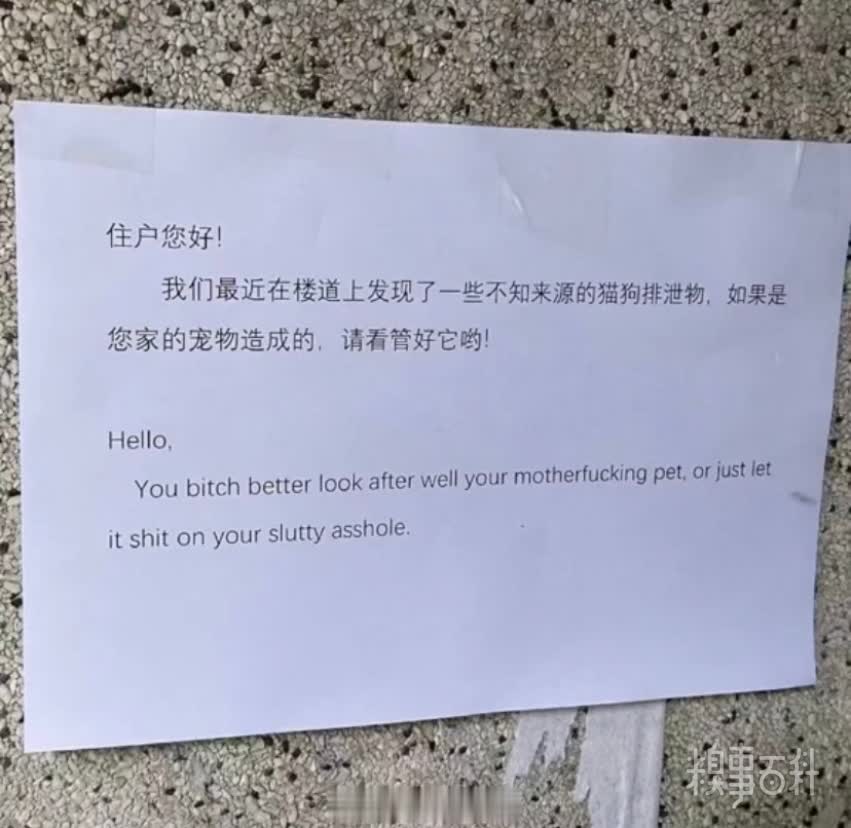 住户您好！
我们最近在楼道上发现了一些不知来源的猫狗排泄物，如果是
您家的宠物造成的，请看管好它哟！
Hello,
You bitch better look after well your motherfucking pet, or just let
it shit on your slutty asshole.
糗事百科